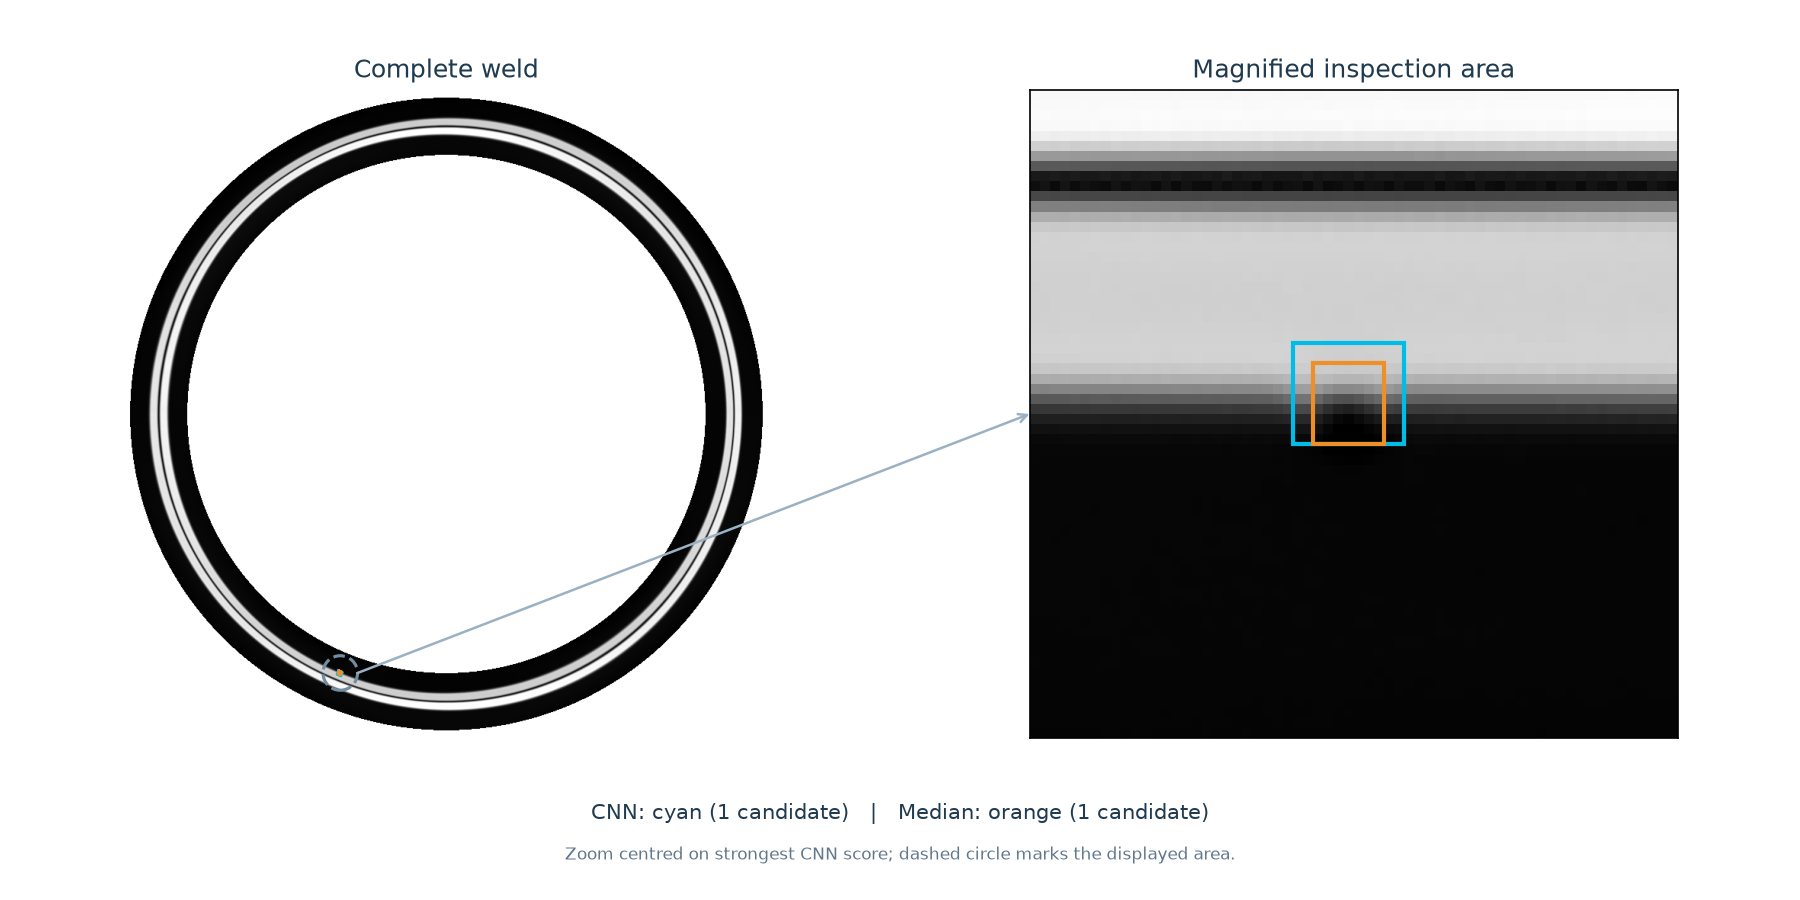 Complete weld
Magnified inspection area
CNN: cyan (1 candidate)   |   Median: orange (1 candidate)
Zoom centred on strongest CNN score; dashed circle marks the displayed area.